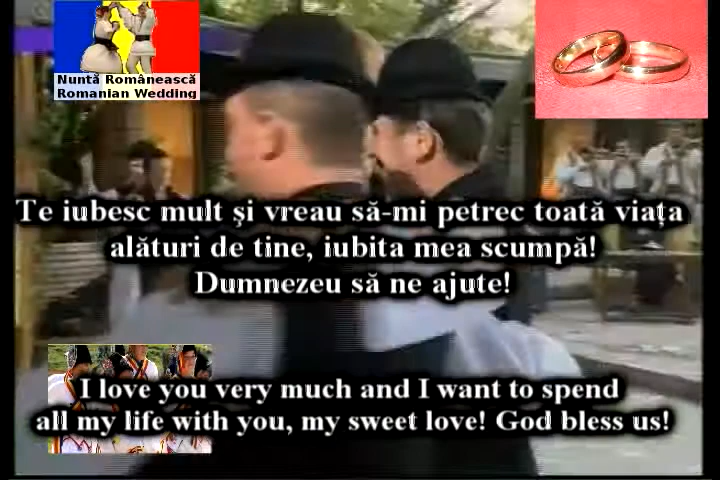 Nuntă Românească
Romanian Wedding
Te iubesc mult şi vreau să-mi petrec toată viaţa
alături de tine, iubita mea scumpă!
Dumnezeu să ne ajute!
I love you very much and I want to spend
all my life with you, my sweet love! God bless us!